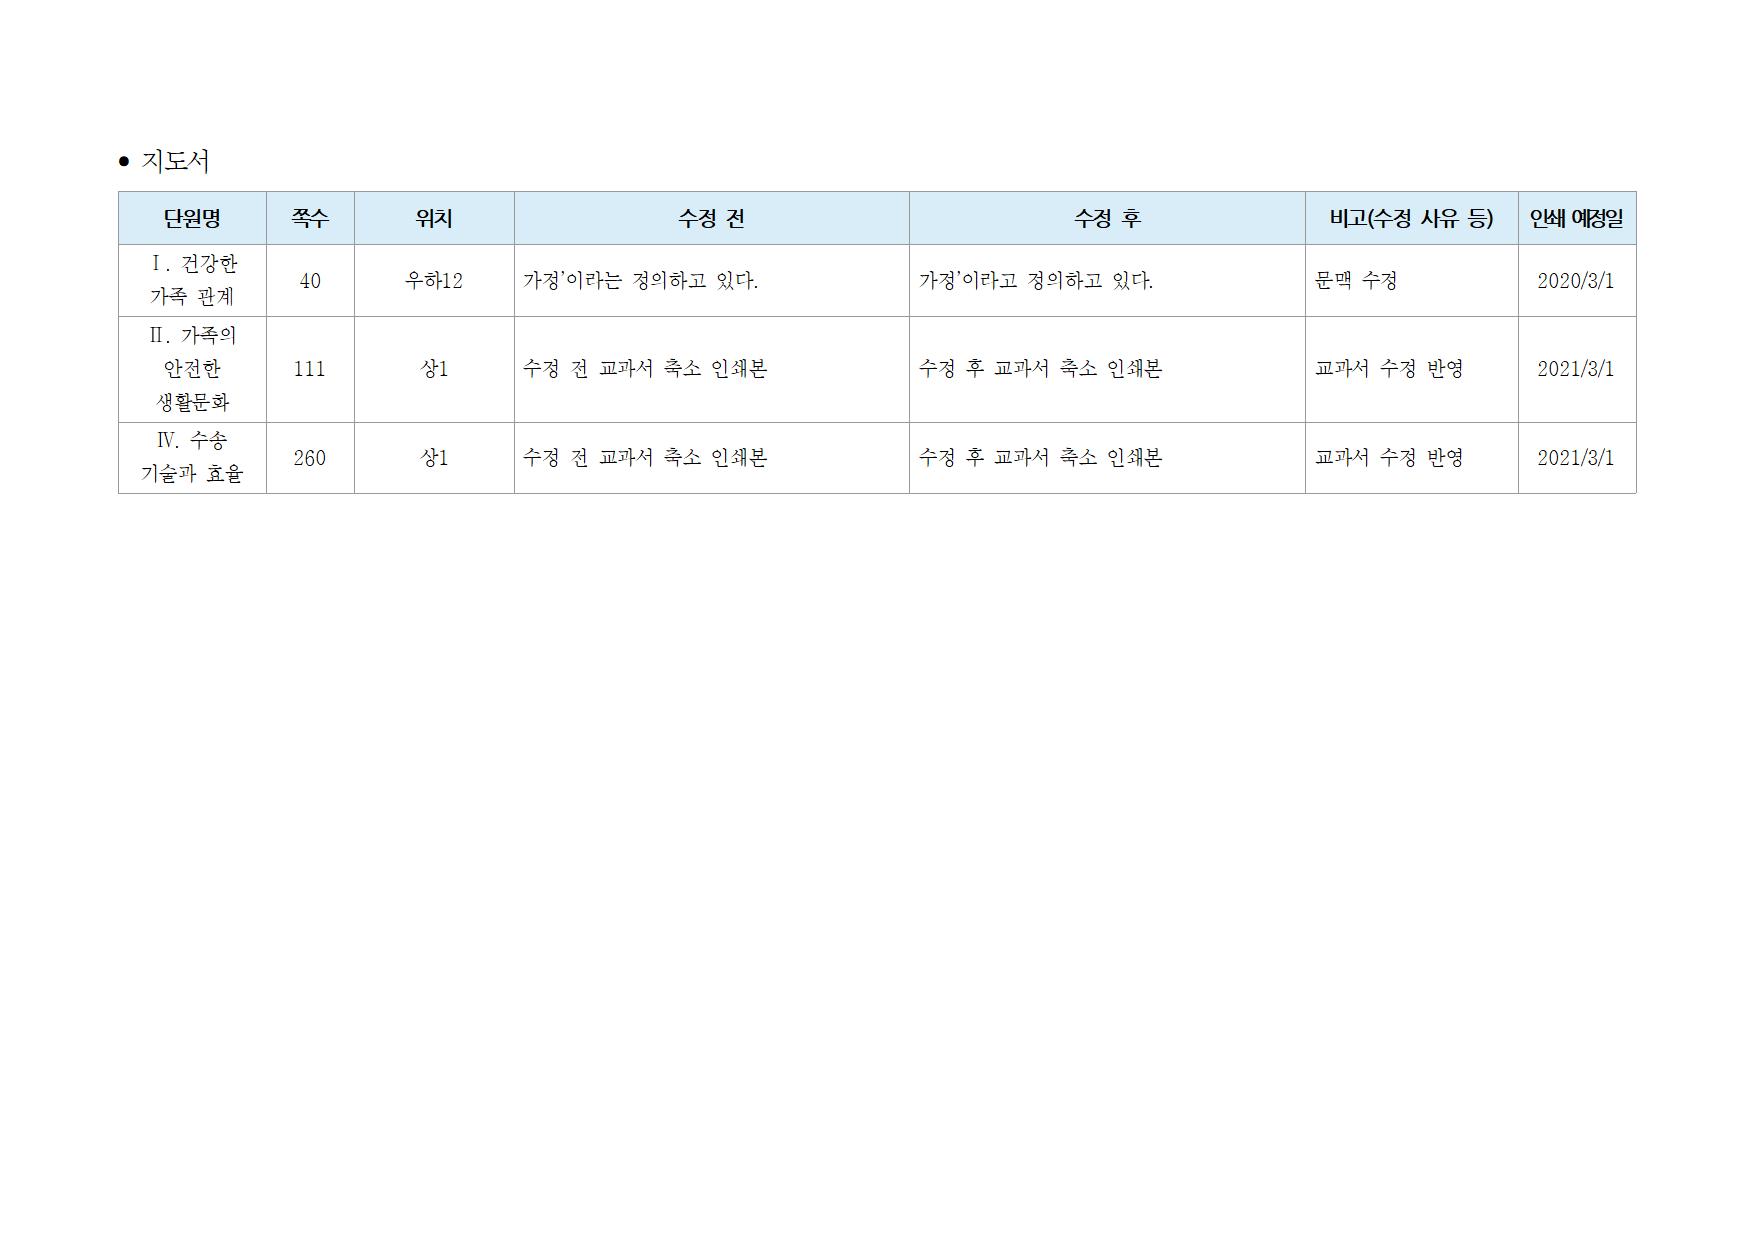 ● 지도서
단원명 쪽수 위치 수정 전 수정 후 비고(수정 사유 등) 인쇄 예정일
Ⅰ. 건강한
가족 관계 40 우하12 가정’이라는 정의하고 있다. 가정’이라고 정의하고 있다. 문맥 수정 2020/3/1
Ⅱ. 가족의
안전한 111 상1 수정 전 교과서 축소 인쇄본 수정 후 교과서 축소 인쇄본 교과서 수정 반영 2021/3/1
생활문화
Ⅳ. 수송
기술과 효율 260 상1 수정 전 교과서 축소 인쇄본 수정 후 교과서 축소 인쇄본 교과서 수정 반영 2021/3/1